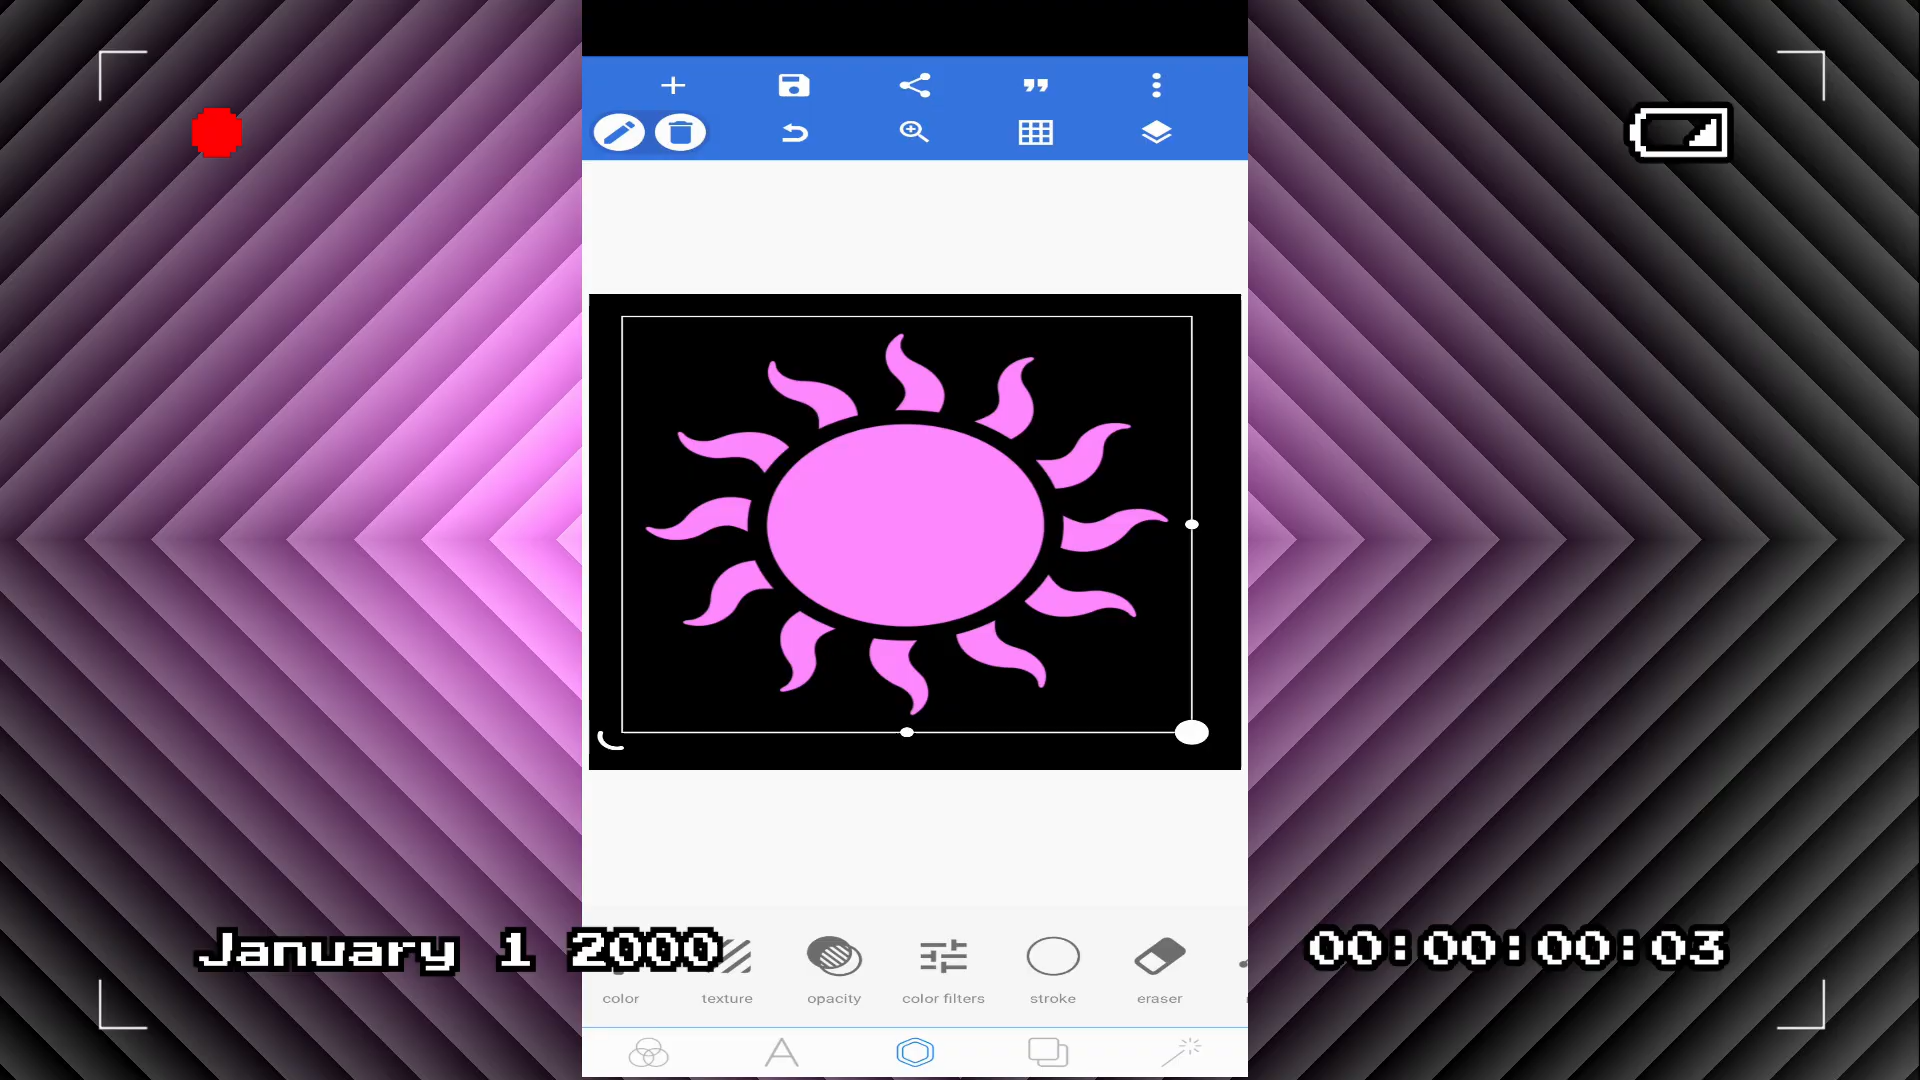 January 1 2000
00:00:00:03
color
texture
opacity
color filters
stroke
eraser